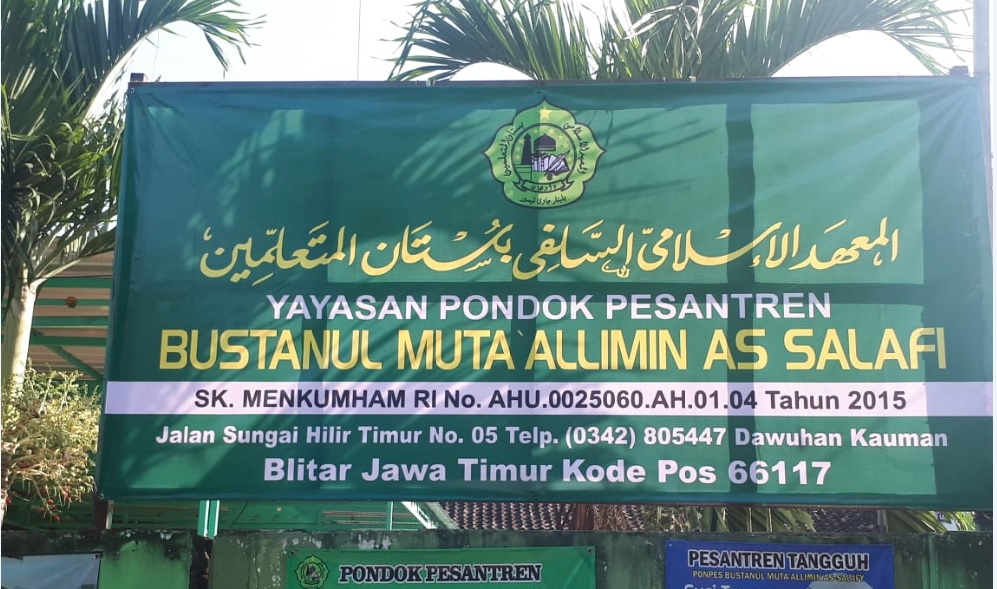 المعهد الإسلامي السلفي بستان المتعلمين
YAYASAN PONDOK PESANTREN
BUSTANUL MUTA`ALLIMIN AS SALAFI
SK. MENKUMHAM RI No. AHU.0025060.AH.01.04 Tahun 2015
Jalan Sungai Hilir Timur No. 05 Telp. (0342) 805447 Dawuhan Kauman
Blitar Jawa Timur Kode Pos 66117
PONDOK PESANTREN
PESANTREN TANGGUH
PONPES BUSTANUL MUTA'ALLIMIN AS-SALAFY